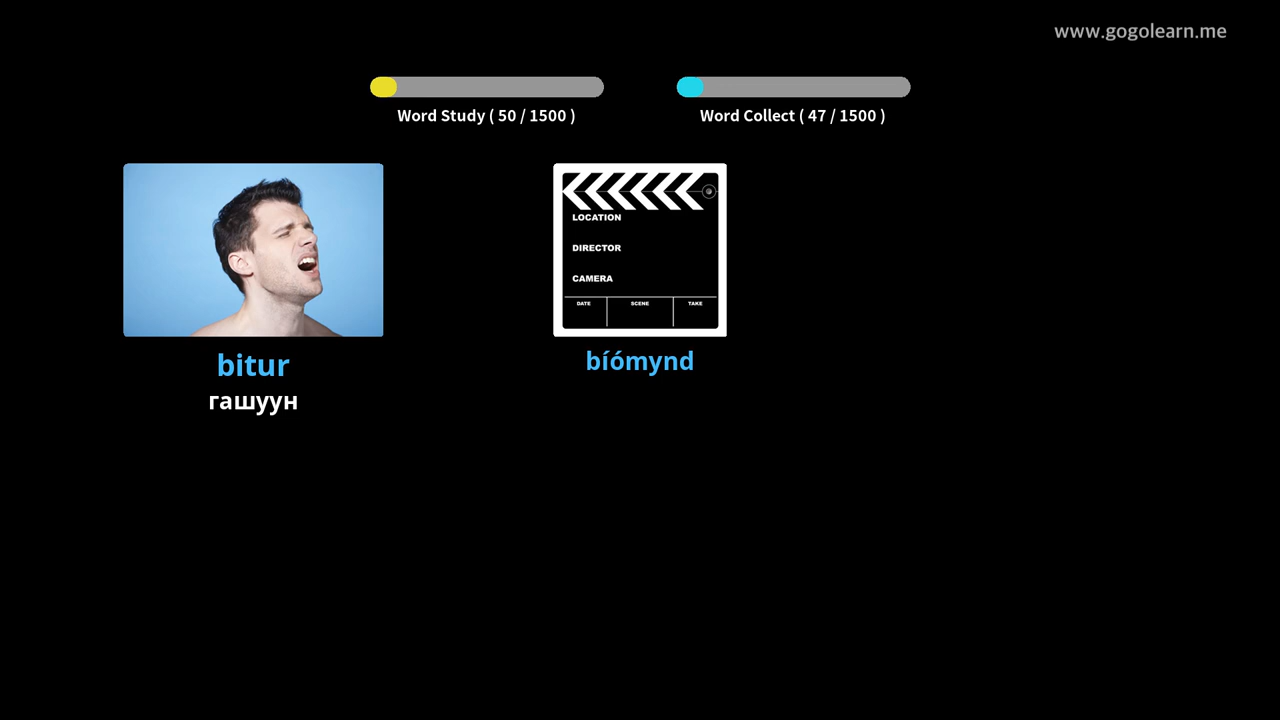 www.gogolearn.me
Word Study ( 50 / 1500 )
Word Collect ( 47 / 1500 )
LOCATION
DIRECTOR
CAMERA
DATE
SCENE
TAKE
bitur
гашуун
bíómynd